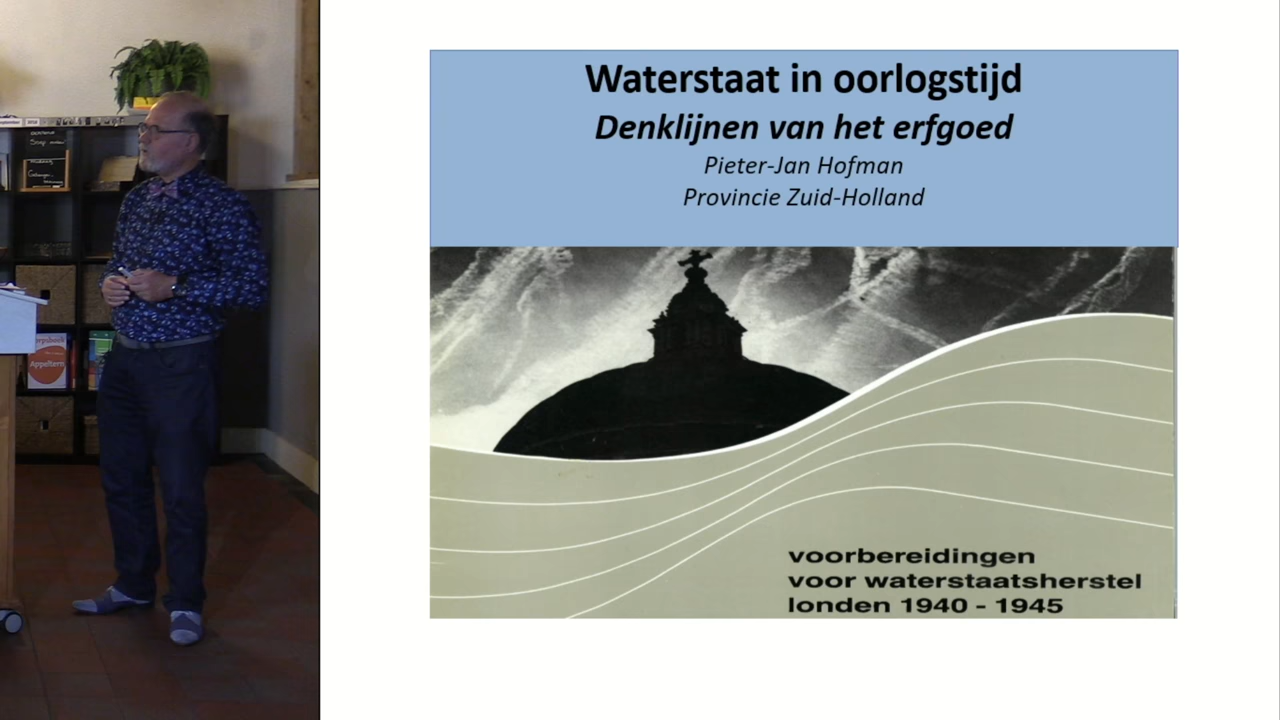 Waterstaat in oorlogstijd
Denklijnen van het erfgoed
Pieter-Jan Hofman
Provincie Zuid-Holland
voorbereidingen
voor waterstaatsherstel
londen 1940 - 1945
Appeltern